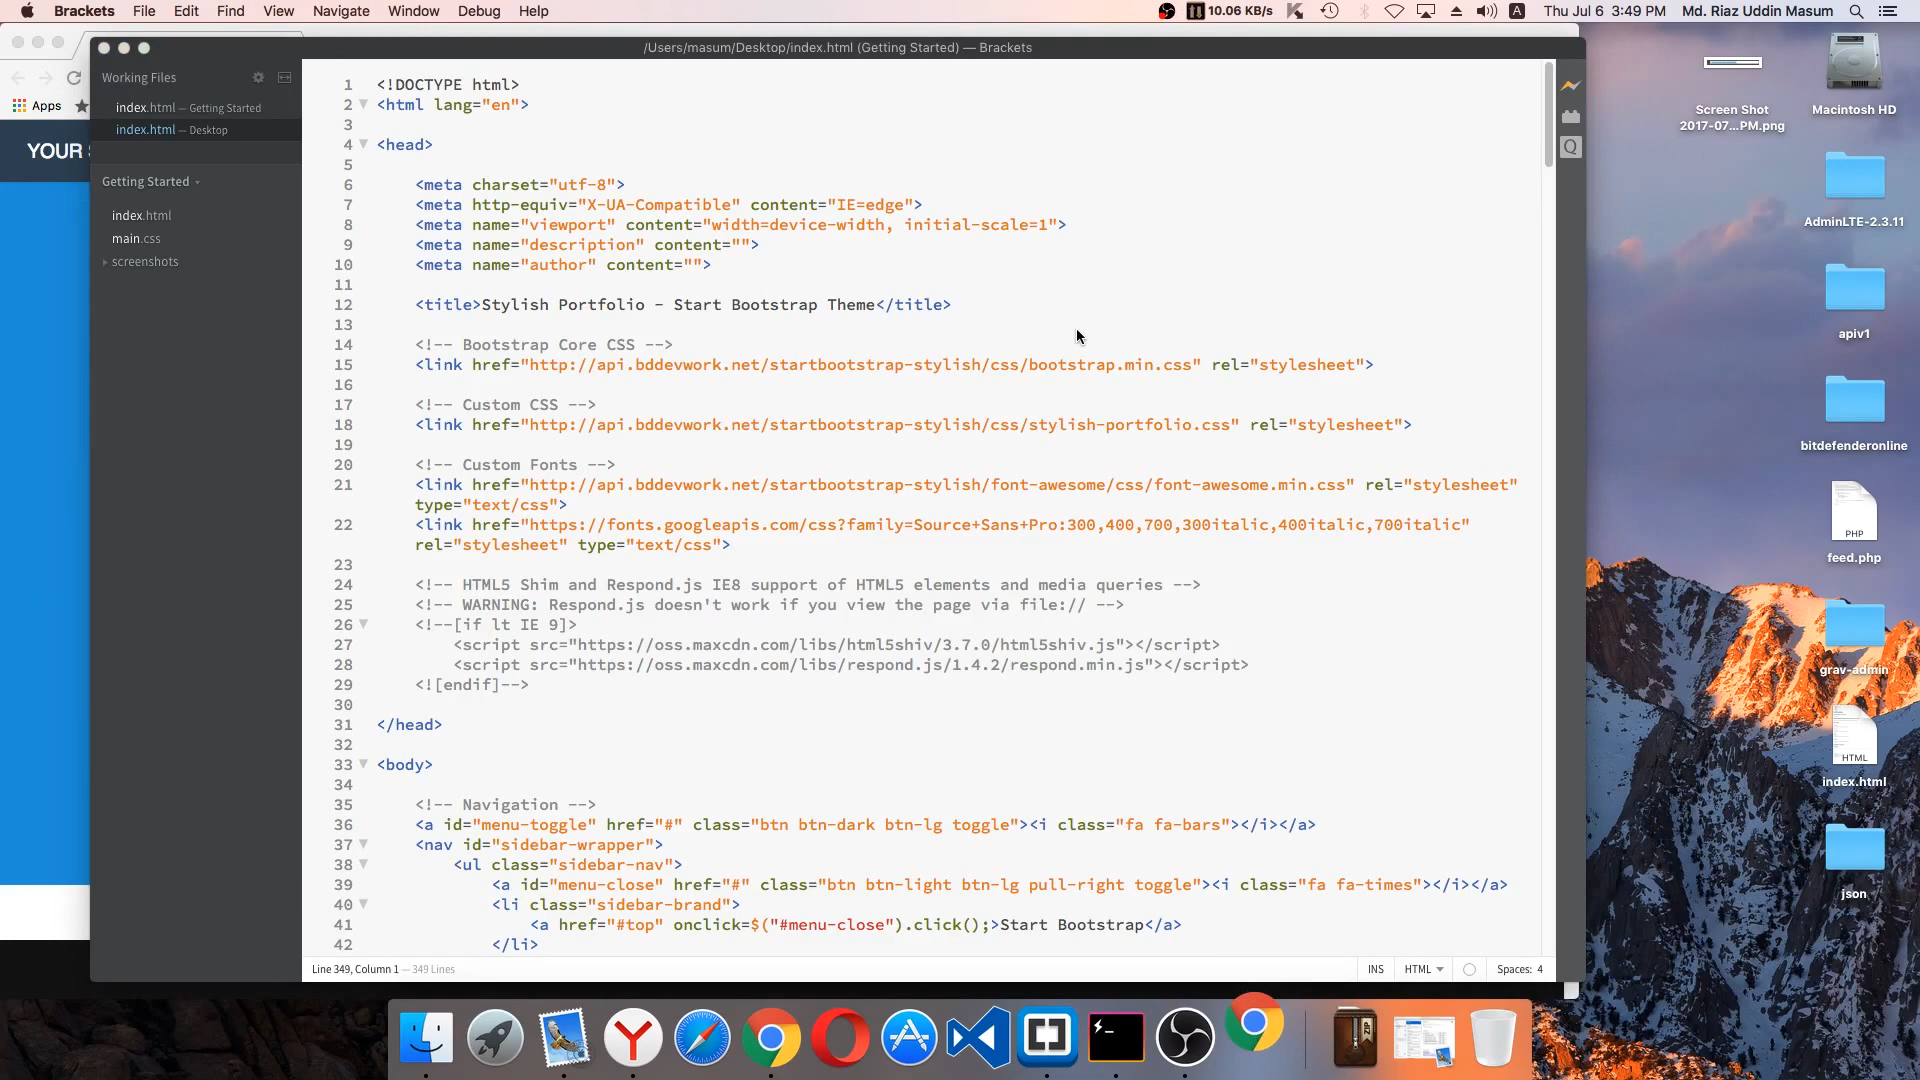 Brackets File Edit Find View Navigate Window Debug Help 10.06 KB/s A Thu Jul 6 3:49 PM Md. Riaz Uddin Masum
/Users/masum/Desktop/index.html (Getting Started) — Brackets
Apps
YOUR
Working Files
index.html — Getting Started
index.html — Desktop
Getting Started
index.html
main.css
screenshots
1 <!DOCTYPE html>
2 <html lang="en">
3
4 <head>
5
6 <meta charset="utf-8">
7 <meta http-equiv="X-UA-Compatible" content="IE=edge">
8 <meta name="viewport" content="width=device-width, initial-scale=1">
9 <meta name="description" content="">
10 <meta name="author" content="">
11
12 <title>Stylish Portfolio - Start Bootstrap Theme</title>
13
14 <!-- Bootstrap Core CSS -->
15 <link href="http://api.bddevwork.net/startbootstrap-stylish/css/bootstrap.min.css" rel="stylesheet">
16
17 <!-- Custom CSS -->
18 <link href="http://api.bddevwork.net/startbootstrap-stylish/css/stylish-portfolio.css" rel="stylesheet">
19
20 <!-- Custom Fonts -->
21 <link href="http://api.bddevwork.net/startbootstrap-stylish/font-awesome/css/font-awesome.min.css" rel="stylesheet"
type="text/css">
22 <link href="https://fonts.googleapis.com/css?family=Source+Sans+Pro:300,400,700,300italic,400italic,700italic"
rel="stylesheet" type="text/css">
23
24 <!-- HTML5 Shim and Respond.js IE8 support of HTML5 elements and media queries -->
25 <!-- WARNING: Respond.js doesn't work if you view the page via file:// -->
26 <!--[if lt IE 9]>
27 <script src="https://oss.maxcdn.com/libs/html5shiv/3.7.0/html5shiv.js"></script>
28 <script src="https://oss.maxcdn.com/libs/respond.js/1.4.2/respond.min.js"></script>
29 <![endif]-->
30
31 </head>
32
33 <body>
34
35 <!-- Navigation -->
36 <a id="menu-toggle" href="#" class="btn btn-dark btn-lg toggle"><i class="fa fa-bars"></i></a>
37 <nav id="sidebar-wrapper">
38 <ul class="sidebar-nav">
39 <a id="menu-close" href="#" class="btn btn-light btn-lg pull-right toggle"><i class="fa fa-times"></i></a>
40 <li class="sidebar-brand">
41 <a href="#top" onclick=$("#menu-close").click();>Start Bootstrap</a>
42 </li>
Line 349, Column 1 — 349 Lines
INS HTML Spaces: 4
Screen Shot
2017-07...PM.png
Macintosh HD
AdminLTE-2.3.11
apiv1
bitdefenderonline
PHP
feed.php
grav-admin
HTML
index.html
json
ZIP